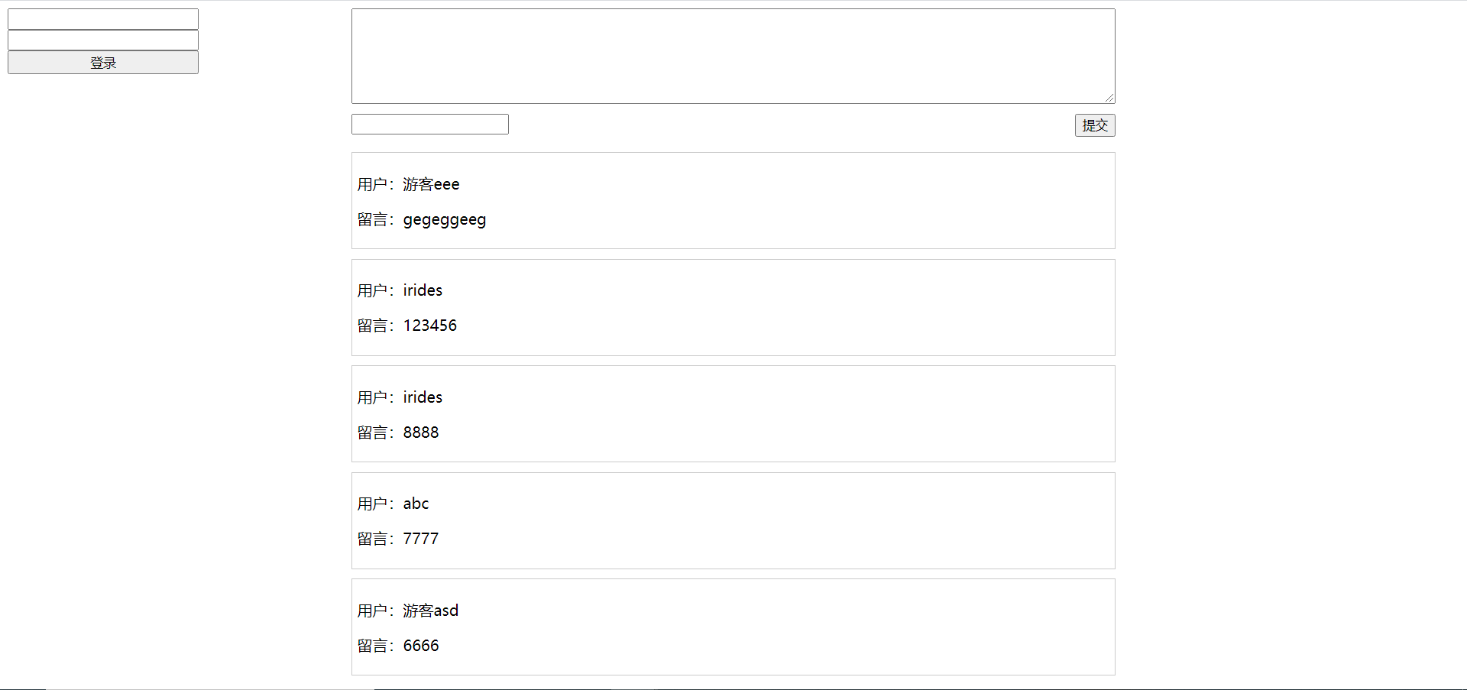 登录
提交
用户：游客eee
留言：gegeggeeg
用户：irides
留言：123456
用户：irides
留言：8888
用户：abc
留言：7777
用户：游客asd
留言：6666